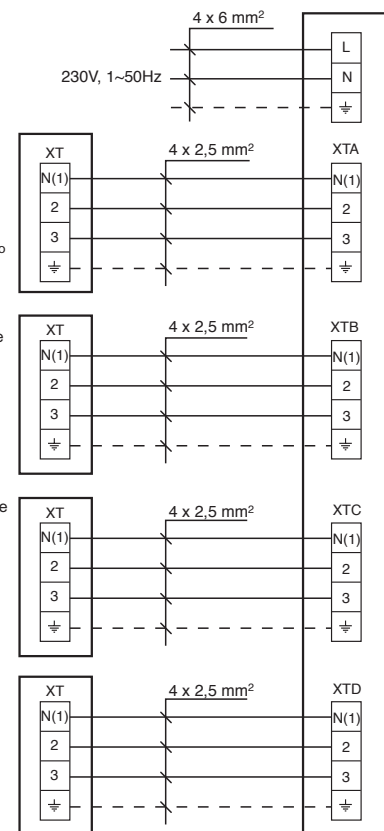 4 x 6 mm²
L
230V, 1~50Hz
N
XT
4 x 2,5 mm²
XTA
N(1)
N(1)
2
2
3
3
o
XT
4 x 2,5 mm²
XTB
e
N(1)
N(1)
2
2
3
3
e
XT
4 x 2,5 mm²
XTC
N(1)
N(1)
2
2
3
3
XT
4 x 2,5 mm²
XTD
N(1)
N(1)
2
2
3
3